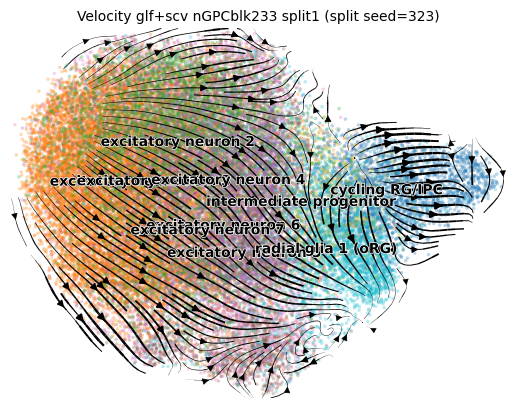 Velocity glf+scv nGPCblk233 split1 (split seed=323)
excitatory neuron 2
excitatory
excitatory neuron 4
cycling RG/IPC
intermediate progenitor
excitatory neuron 6
excitatory neuron 7
radial glia 1 (oRG)
excitatory neuron